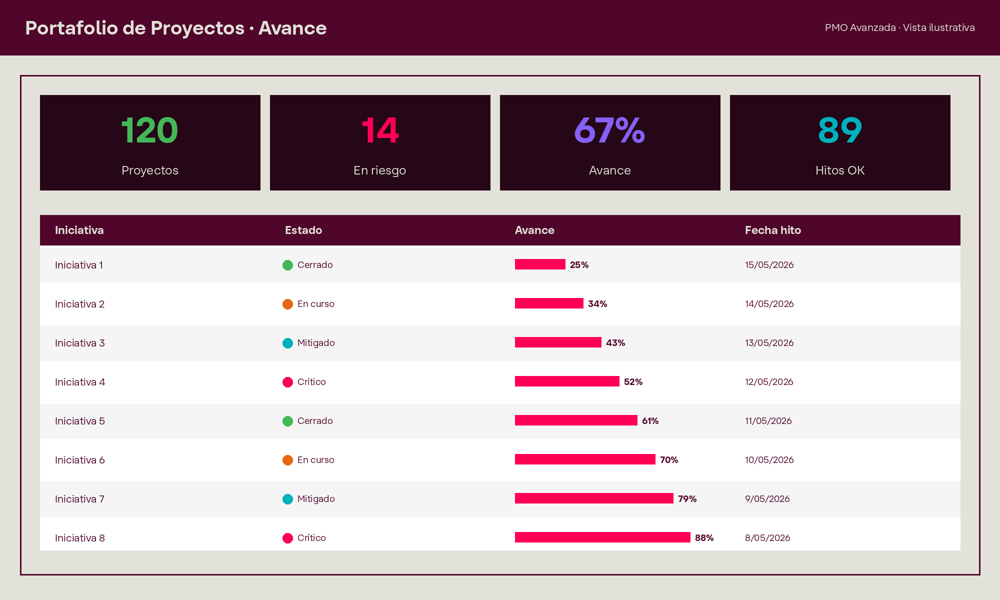 Portafolio de Proyectos · Avance
PMO Avanzada · Vista ilustrativa
120
Proyectos
14
En riesgo
67%
Avance
89
Hitos OK
Iniciativa Estado Avance Fecha hito
Iniciativa 1 Cerrado 25% 15/05/2026
Iniciativa 2 En curso 34% 14/05/2026
Iniciativa 3 Mitigado 43% 13/05/2026
Iniciativa 4 Crítico 52% 12/05/2026
Iniciativa 5 Cerrado 61% 11/05/2026
Iniciativa 6 En curso 70% 10/05/2026
Iniciativa 7 Mitigado 79% 9/05/2026
Iniciativa 8 Crítico 88% 8/05/2026